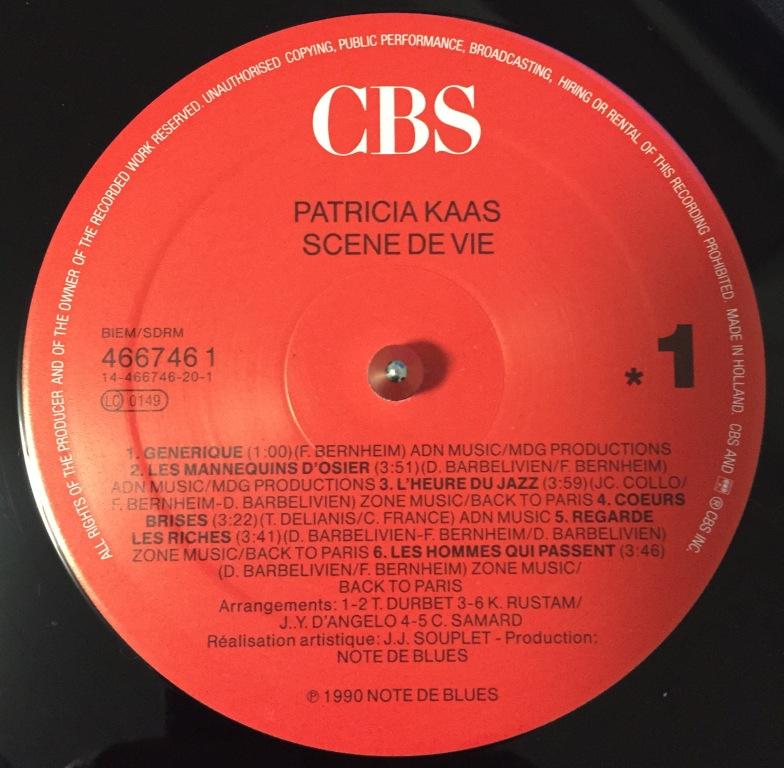 ALL RIGHTS OF THE PRODUCER AND OF THE OWNER OF THE RECORDED WORK RESERVED. UNAUTHORISED COPYING, PUBLIC PERFORMANCE, BROADCASTING, HIRING OR RENTAL OF THIS RECORDING PROHIBITED. MADE IN HOLLAND. CBS AND ℗ CBS INC.
CBS
PATRICIA KAAS
SCENE DE VIE
BIEM/SDRM
466746 1
14-466746-20-1
LC 0149
* 1
1. GENERIQUE (1:00)(F. BERNHEIM) ADN MUSIC/MDG PRODUCTIONS
2. LES MANNEQUINS D'OSIER (3:51)(D. BARBELIVIEN/F. BERNHEIM)
ADN MUSIC/MDG PRODUCTIONS 3. L'HEURE DU JAZZ (3:59)(JC. COLLO/
F. BERNHEIM-D. BARBELIVIEN) ZONE MUSIC/BACK TO PARIS 4. COEURS
BRISES (3:22)(T. DELIANIS/C. FRANCE) ADN MUSIC 5. REGARDE
LES RICHES (3:41)(D. BARBELIVIEN-F. BERNHEIM/D. BARBELIVIEN)
ZONE MUSIC/BACK TO PARIS 6. LES HOMMES QUI PASSENT (3:46)
(D. BARBELIVIEN/F. BERNHEIM) ZONE MUSIC/
BACK TO PARIS
Arrangements: 1-2 T. DURBET 3-6 K. RUSTAM/
J..Y. D'ANGELO 4-5 C. SAMARD
Réalisation artistique: J.J. SOUPLET - Production:
NOTE DE BLUES
℗ 1990 NOTE DE BLUES